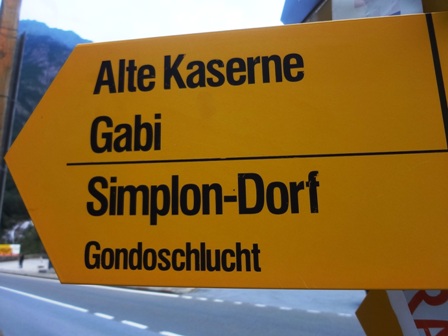 Alte Kaserne
Gabi
Simplon-Dorf
Gondoschlucht